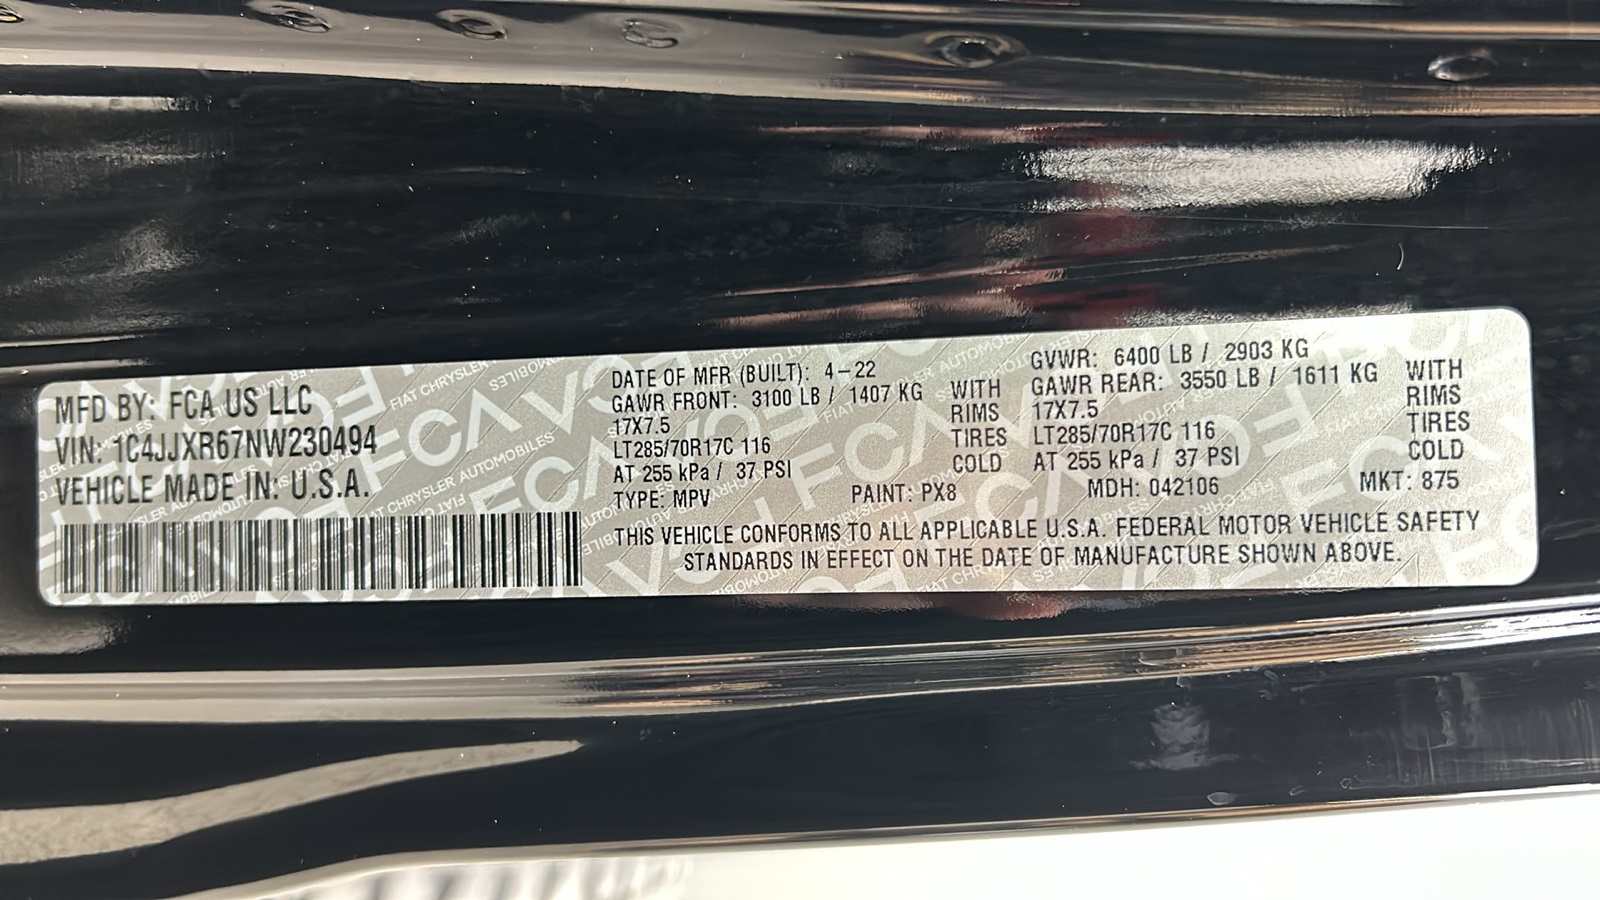 MFD BY: FCA US LLC
VIN: 1C4JJXR67NW230494
VEHICLE MADE IN: U.S.A.
DATE OF MFR (BUILT): 4-22
GAWR FRONT: 3100 LB / 1407 KG
17X7.5
LT285/70R17C 116
AT 255 kPa / 37 PSI
WITH
RIMS
TIRES
COLD
GVWR: 6400 LB / 2903 KG
GAWR REAR: 3550 LB / 1611 KG
17X7.5
LT285/70R17C 116
AT 255 kPa / 37 PSI
WITH
RIMS
TIRES
COLD
TYPE: MPV PAINT: PX8 MDH: 042106 MKT: 875
THIS VEHICLE CONFORMS TO ALL APPLICABLE U.S.A. FEDERAL MOTOR VEHICLE SAFETY
STANDARDS IN EFFECT ON THE DATE OF MANUFACTURE SHOWN ABOVE.